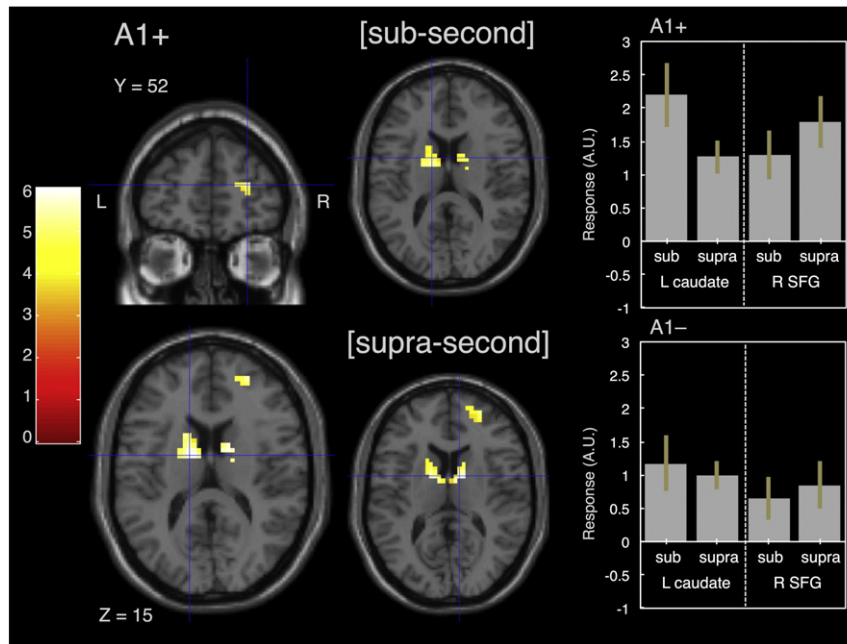 A1+
[sub-second]
Y = 52
L
R
6
5
4
3
2
1
0
[supra-second]
Z = 15
A1+
Response (A.U.)
3
2.5
2
1.5
1
0.5
0
-0.5
-1
sub
supra
sub
supra
L caudate
R SFG
A1–
Response (A.U.)
3
2.5
2
1.5
1
0.5
0
-0.5
-1
sub
supra
sub
supra
L caudate
R SFG